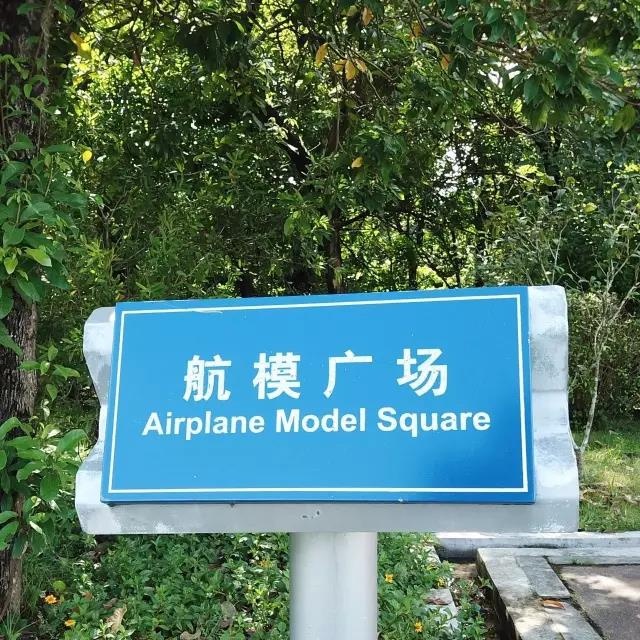 航模广场
Airplane Model Square